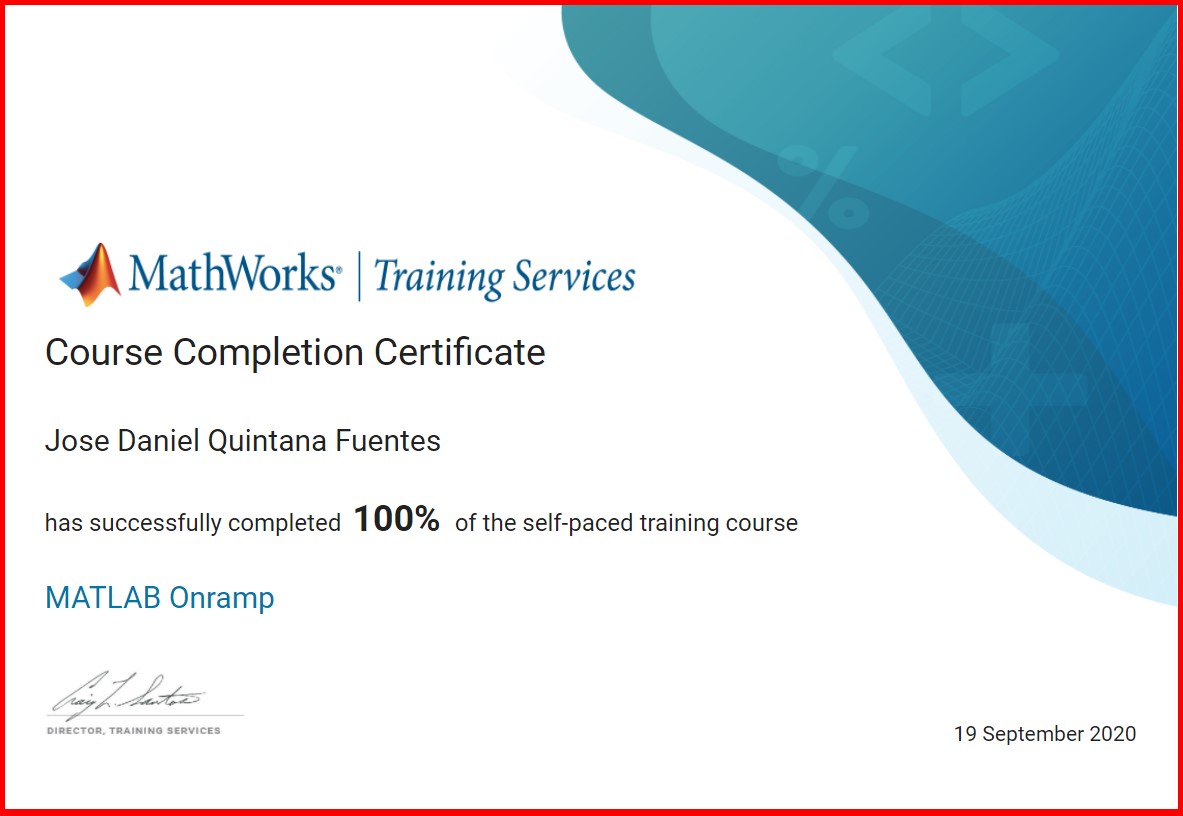 MathWorks® | Training Services
Course Completion Certificate
Jose Daniel Quintana Fuentes
has successfully completed 100% of the self-paced training course
MATLAB Onramp
Craig L. Santos
DIRECTOR, TRAINING SERVICES
19 September 2020